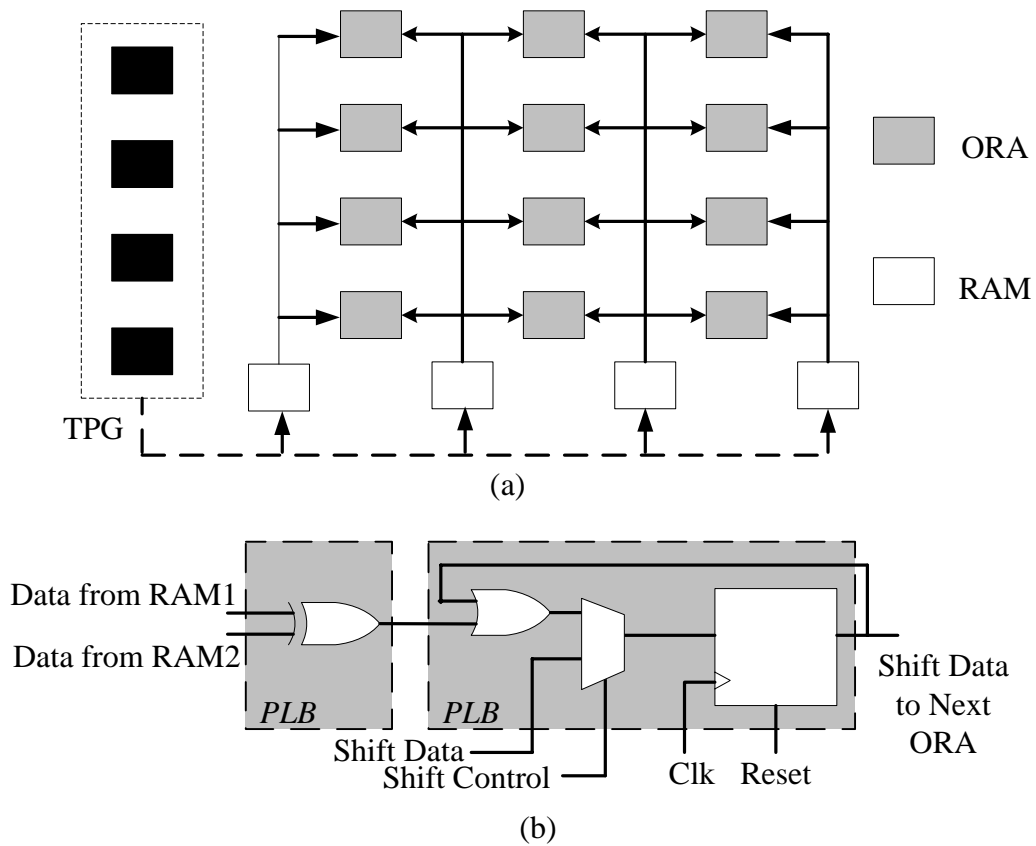 ORA
RAM
TPG
(a)
Data from RAM1
Data from RAM2
PLB
PLB
Shift Data
Shift Control
Clk
Reset
Shift Data
to Next
ORA
(b)